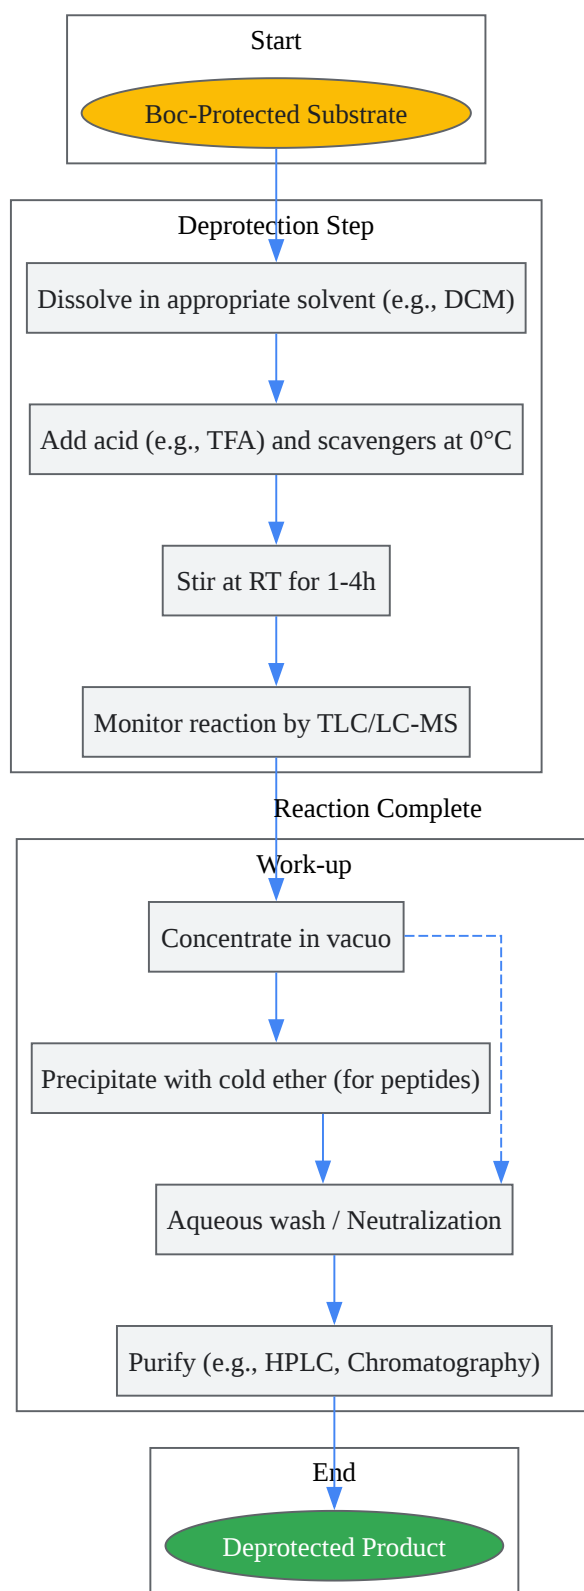 Start
Boc-Protected Substrate
Deprotection Step
Dissolve in appropriate solvent (e.g., DCM)
Add acid (e.g., TFA) and scavengers at 0°C
Stir at RT for 1-4h
Monitor reaction by TLC/LC-MS
Reaction Complete
Work-up
Concentrate in vacuo
Precipitate with cold ether (for peptides)
Aqueous wash / Neutralization
Purify (e.g., HPLC, Chromatography)
End
Deprotected Product